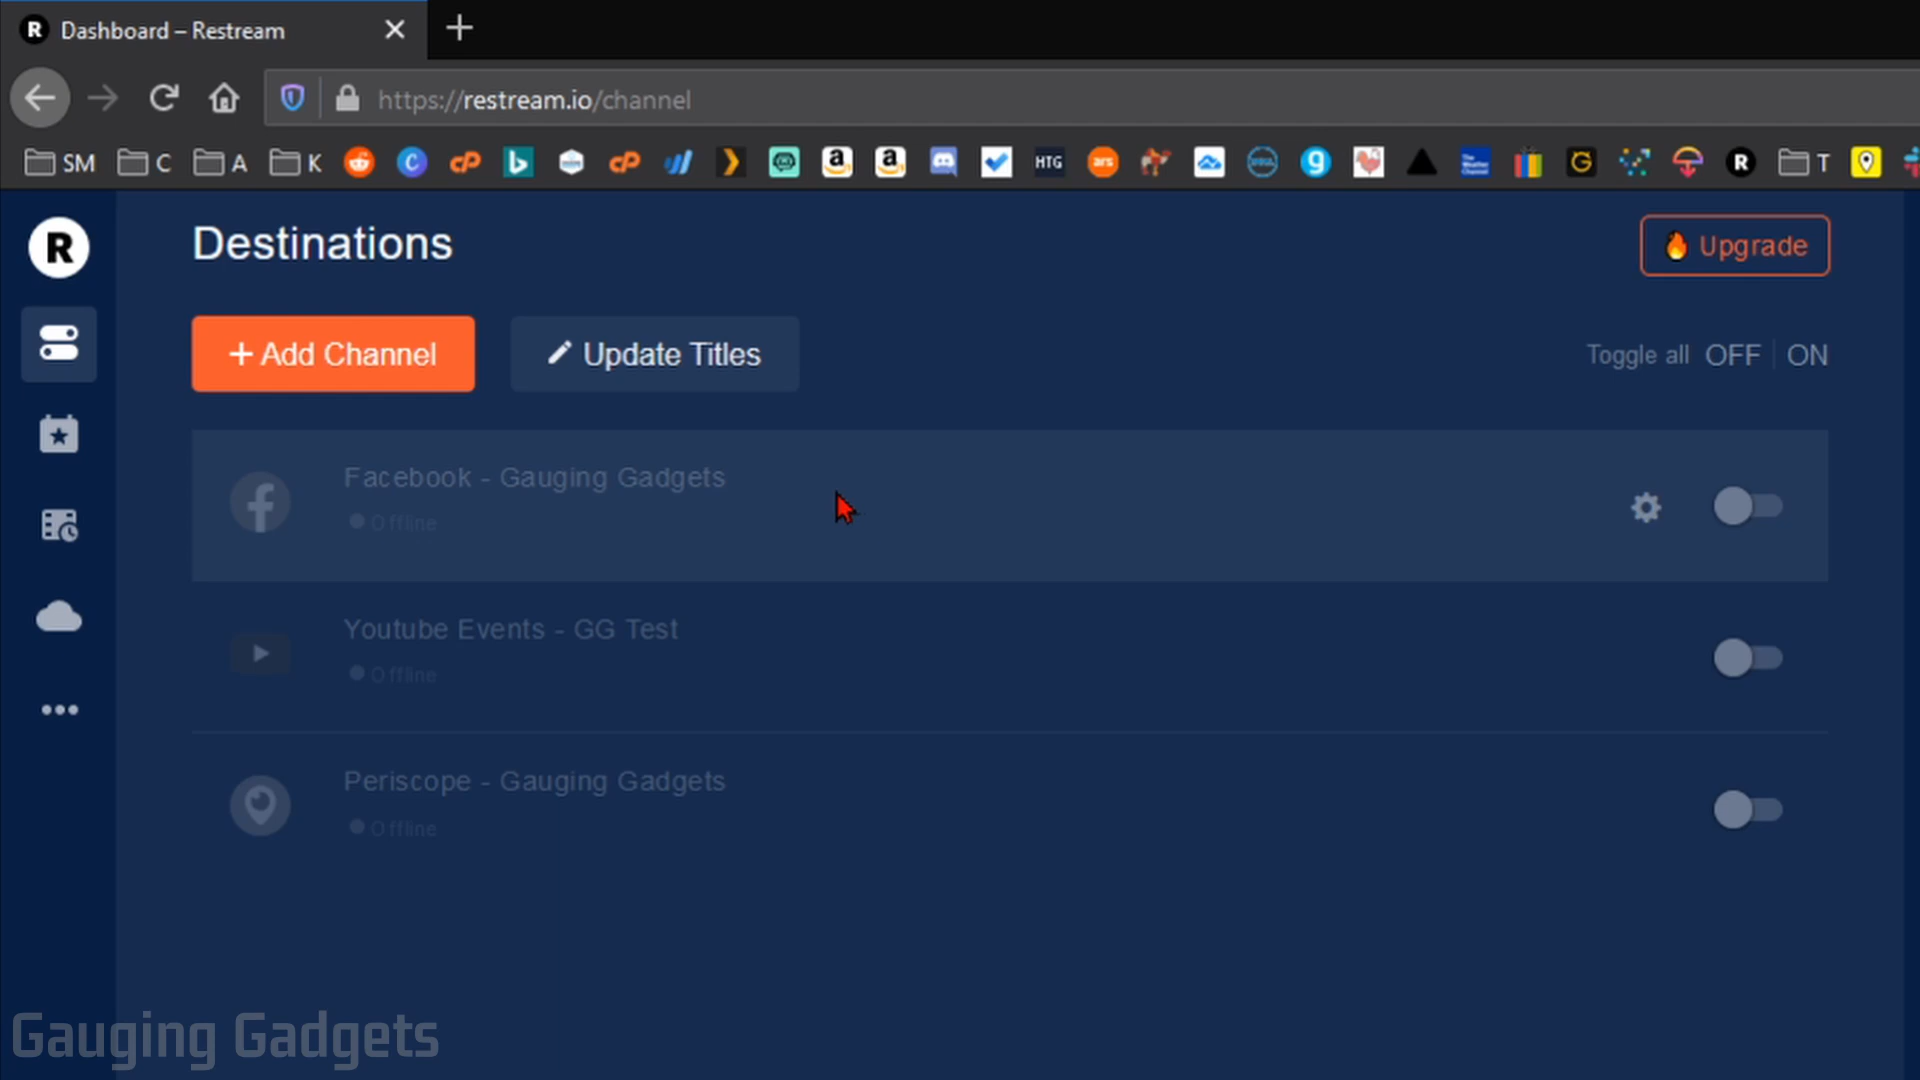 R Dashboard – Restream
https://restream.io/channel
SM C A K HTG ars T
R Destinations
Upgrade
+ Add Channel
Update Titles
Toggle all OFF ON
Facebook - Gauging Gadgets
Offline
Youtube Events - GG Test
Offline
Periscope - Gauging Gadgets
Offline
Gauging Gadgets